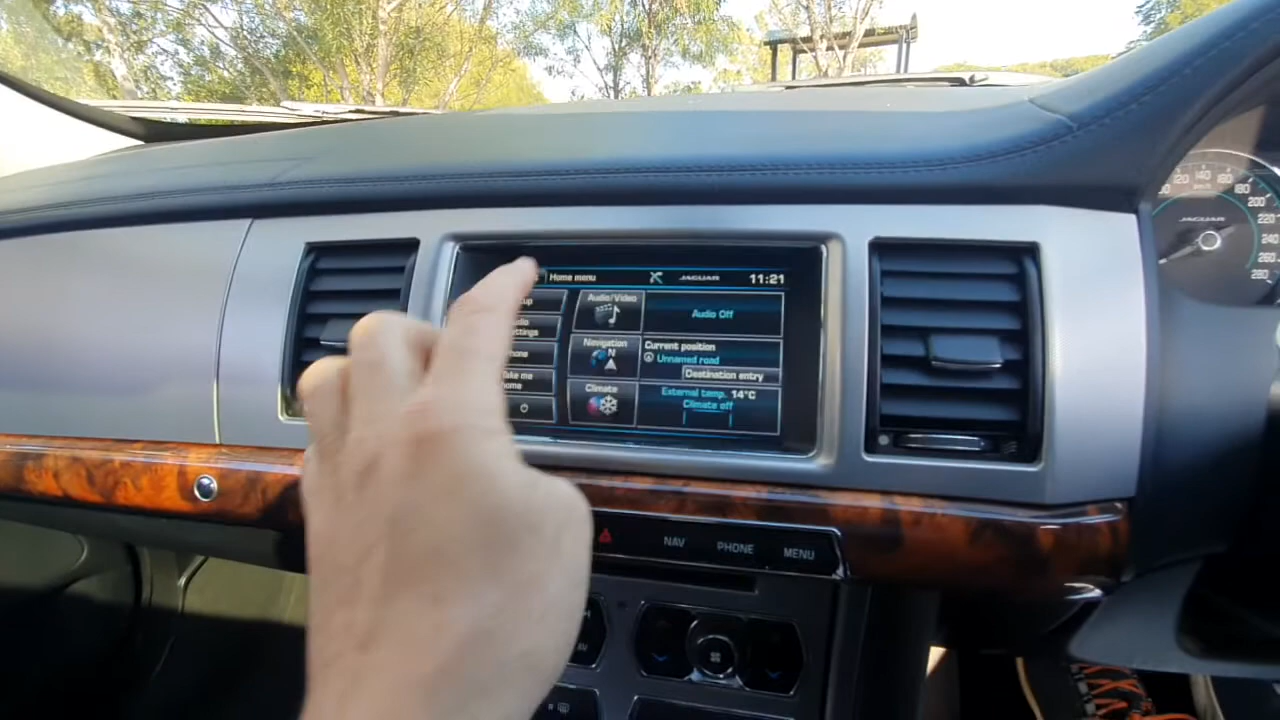 Home menu JAGUAR 11:21
Audio/Video
Audio Off
Navigation
N
Current position
Unnamed road
Destination entry
Take me
home
Climate
External temp. 14°C
Climate off
NAV PHONE MENU
120 140 160
180
200
220
240
260
280
JAGUAR